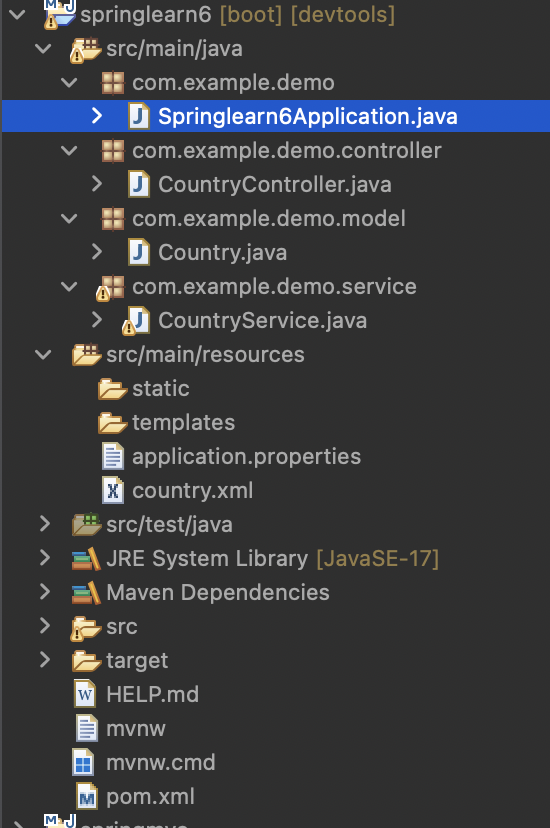 springlearn6 [boot] [devtools]
src/main/java
com.example.demo
Springlearn6Application.java
com.example.demo.controller
CountryController.java
com.example.demo.model
Country.java
com.example.demo.service
CountryService.java
src/main/resources
static
templates
application.properties
country.xml
src/test/java
JRE System Library [JavaSE-17]
Maven Dependencies
src
target
HELP.md
mvnw
mvnw.cmd
pom.xml